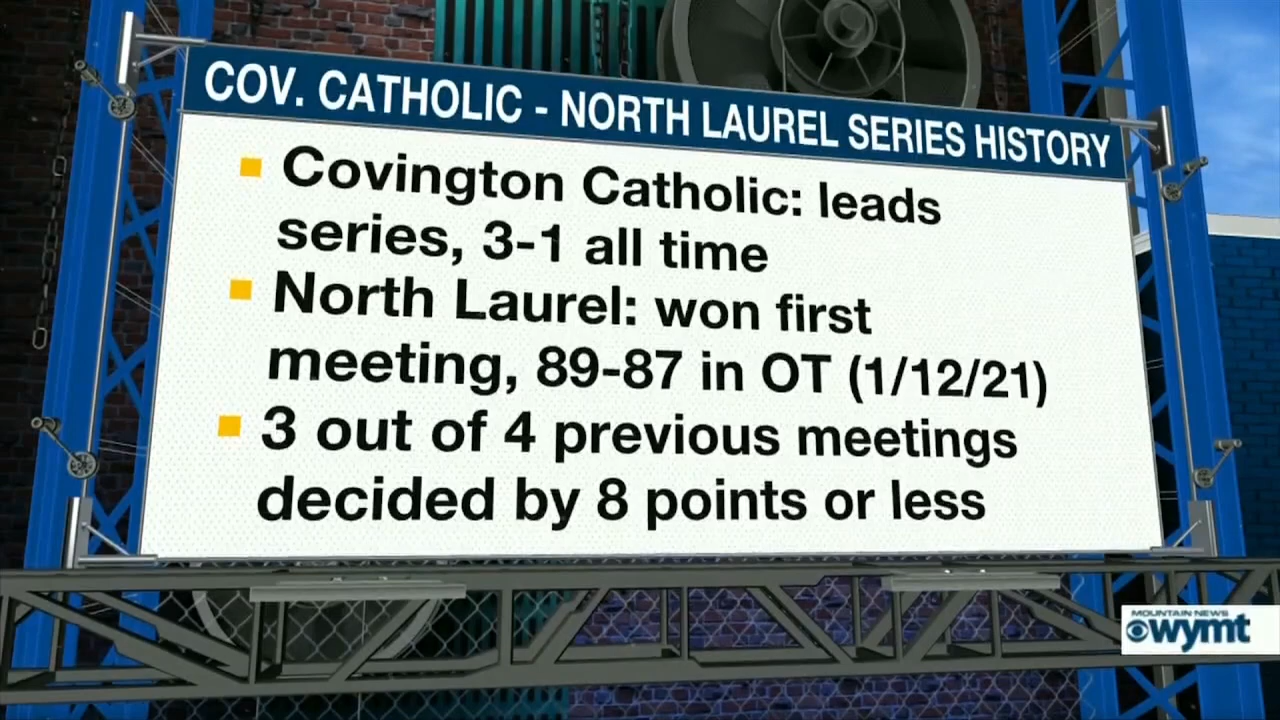 COV. CATHOLIC - NORTH LAUREL SERIES HISTORY
Covington Catholic: leads
series, 3-1 all time
North Laurel: won first
meeting, 89-87 in OT (1/12/21)
3 out of 4 previous meetings
decided by 8 points or less
MOUNTAIN NEWS
wymt